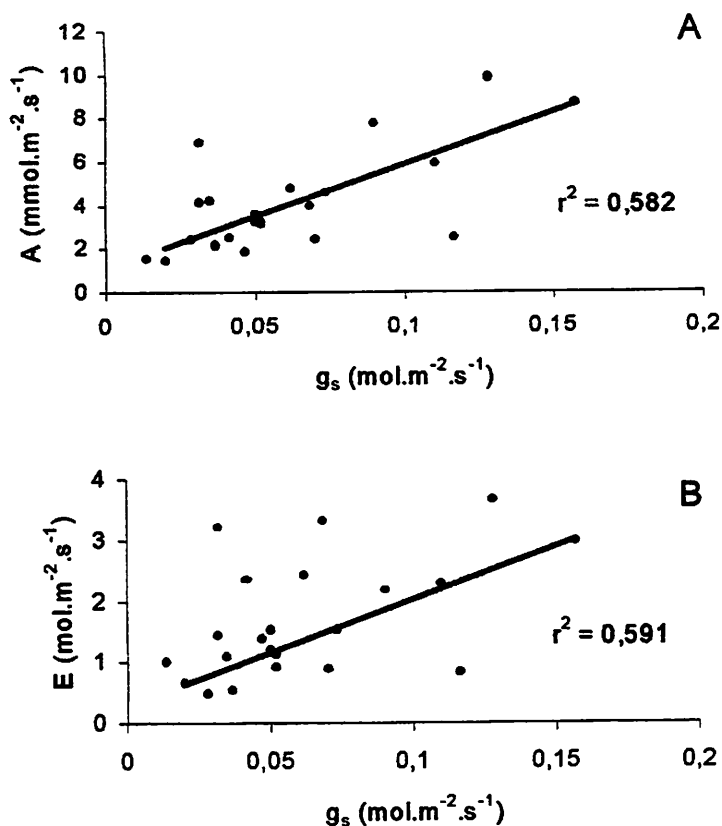 A
12
10
8
6
4
2
0
A (mmol.m⁻².s⁻¹)
r² = 0,582
0 0,05 0,1 0,15 0,2
gₛ (mol.m⁻².s⁻¹)
B
4
3
2
1
0
E (mol.m⁻².s⁻¹)
r² = 0,591
0 0,05 0,1 0,15 0,2
gₛ (mol.m⁻².s⁻¹)